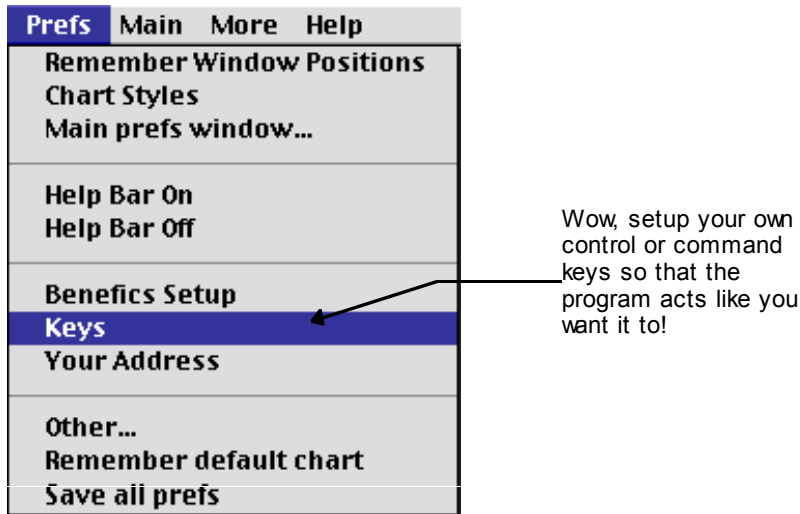 Prefs Main More Help
Remember Window Positions
Chart Styles
Main prefs window...
Help Bar On
Help Bar Off
Benefics Setup
Keys
Your Address
Other...
Remember default chart
Save all prefs
Wow, setup your own
control or command
keys so that the
program acts like you
want it to!